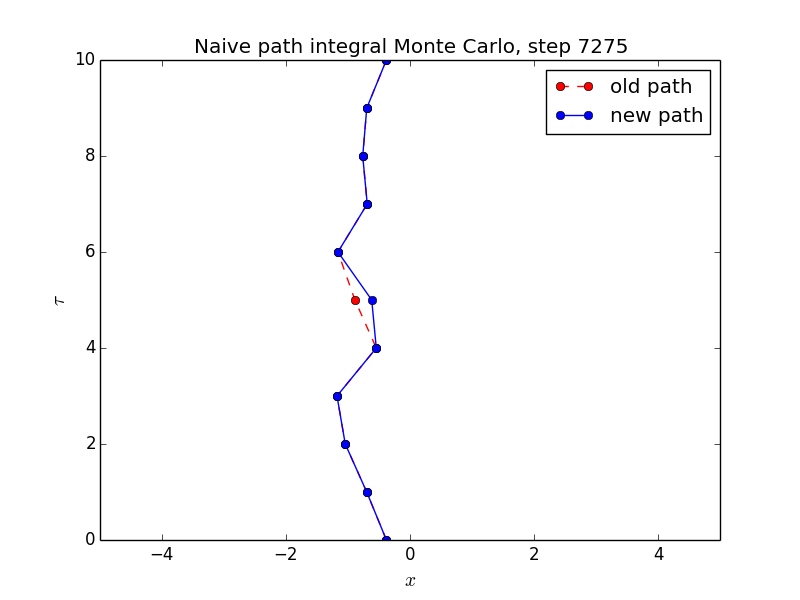 Naive path integral Monte Carlo, step 7275
old path
new path
10
8
6
4
2
0
τ
−4
−2
0
2
4
x